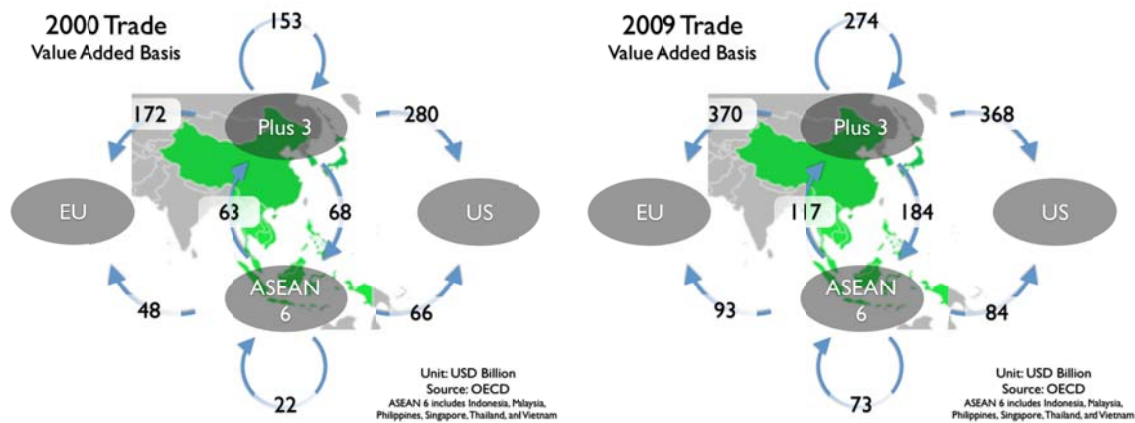 2000 Trade
Value Added Basis
153
172
Plus 3
280
EU
63
68
US
ASEAN
6
48
66
22
Unit: USD Billion
Source: OECD
ASEAN 6 includes Indonesia, Malaysia,
Philippines, Singapore, Thailand, and Vietnam
2009 Trade
Value Added Basis
274
370
Plus 3
368
EU
117
184
US
ASEAN
6
93
84
73
Unit: USD Billion
Source: OECD
ASEAN 6 includes Indonesia, Malaysia,
Philippines, Singapore, Thailand, and Vietnam